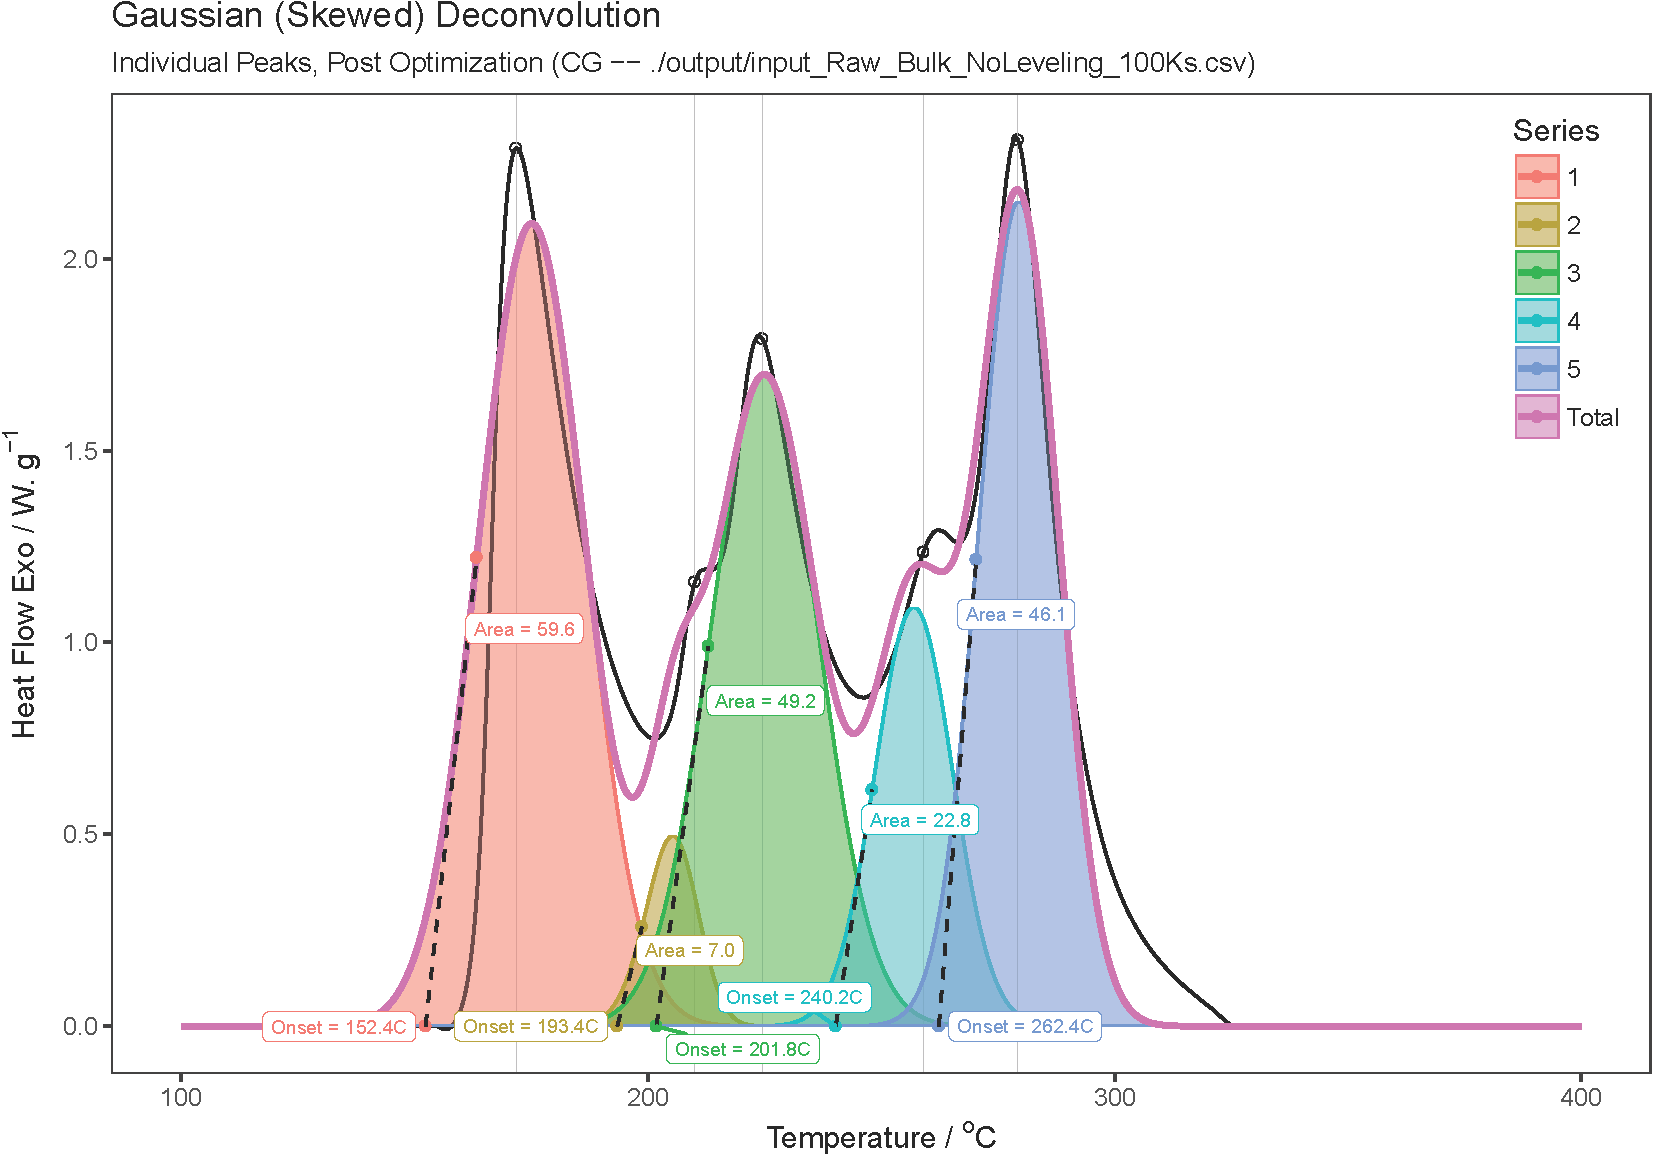 Gaussian (Skewed) Deconvolution
Individual Peaks, Post Optimization (CG −− ./output/input_Raw_Bulk_NoLeveling_100Ks.csv)
Series
1
2
3
4
5
Total
Heat Flow Exo / W. g⁻¹
2.0
1.5
1.0
0.5
0.0
Area = 59.6
Area = 46.1
Area = 49.2
Area = 22.8
Area = 7.0
Onset = 240.2C
Onset = 152.4C
Onset = 193.4C
Onset = 262.4C
Onset = 201.8C
100
200
300
400
Temperature / °C